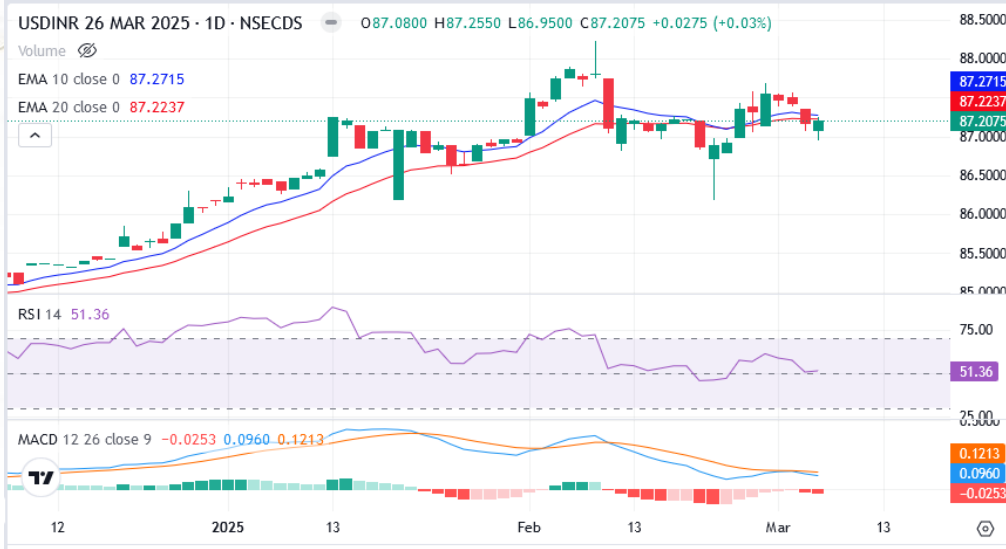 USDINR 26 MAR 2025 · 1D · NSECDS O87.0800 H87.2550 L86.9500 C87.2075 +0.0275 (+0.03%)
Volume
EMA 10 close 0 87.2715
EMA 20 close 0 87.2237
88.5000
88.0000
87.2715
87.2237
87.2075
87.0000
86.5000
86.0000
85.5000
85.0000
RSI 14 51.36
75.00
51.36
25.00
MACD 12 26 close 9 −0.0253 0.0960 0.1213
0.5000
0.1213
0.0960
−0.0253
12 2025 13 Feb 13 Mar 13